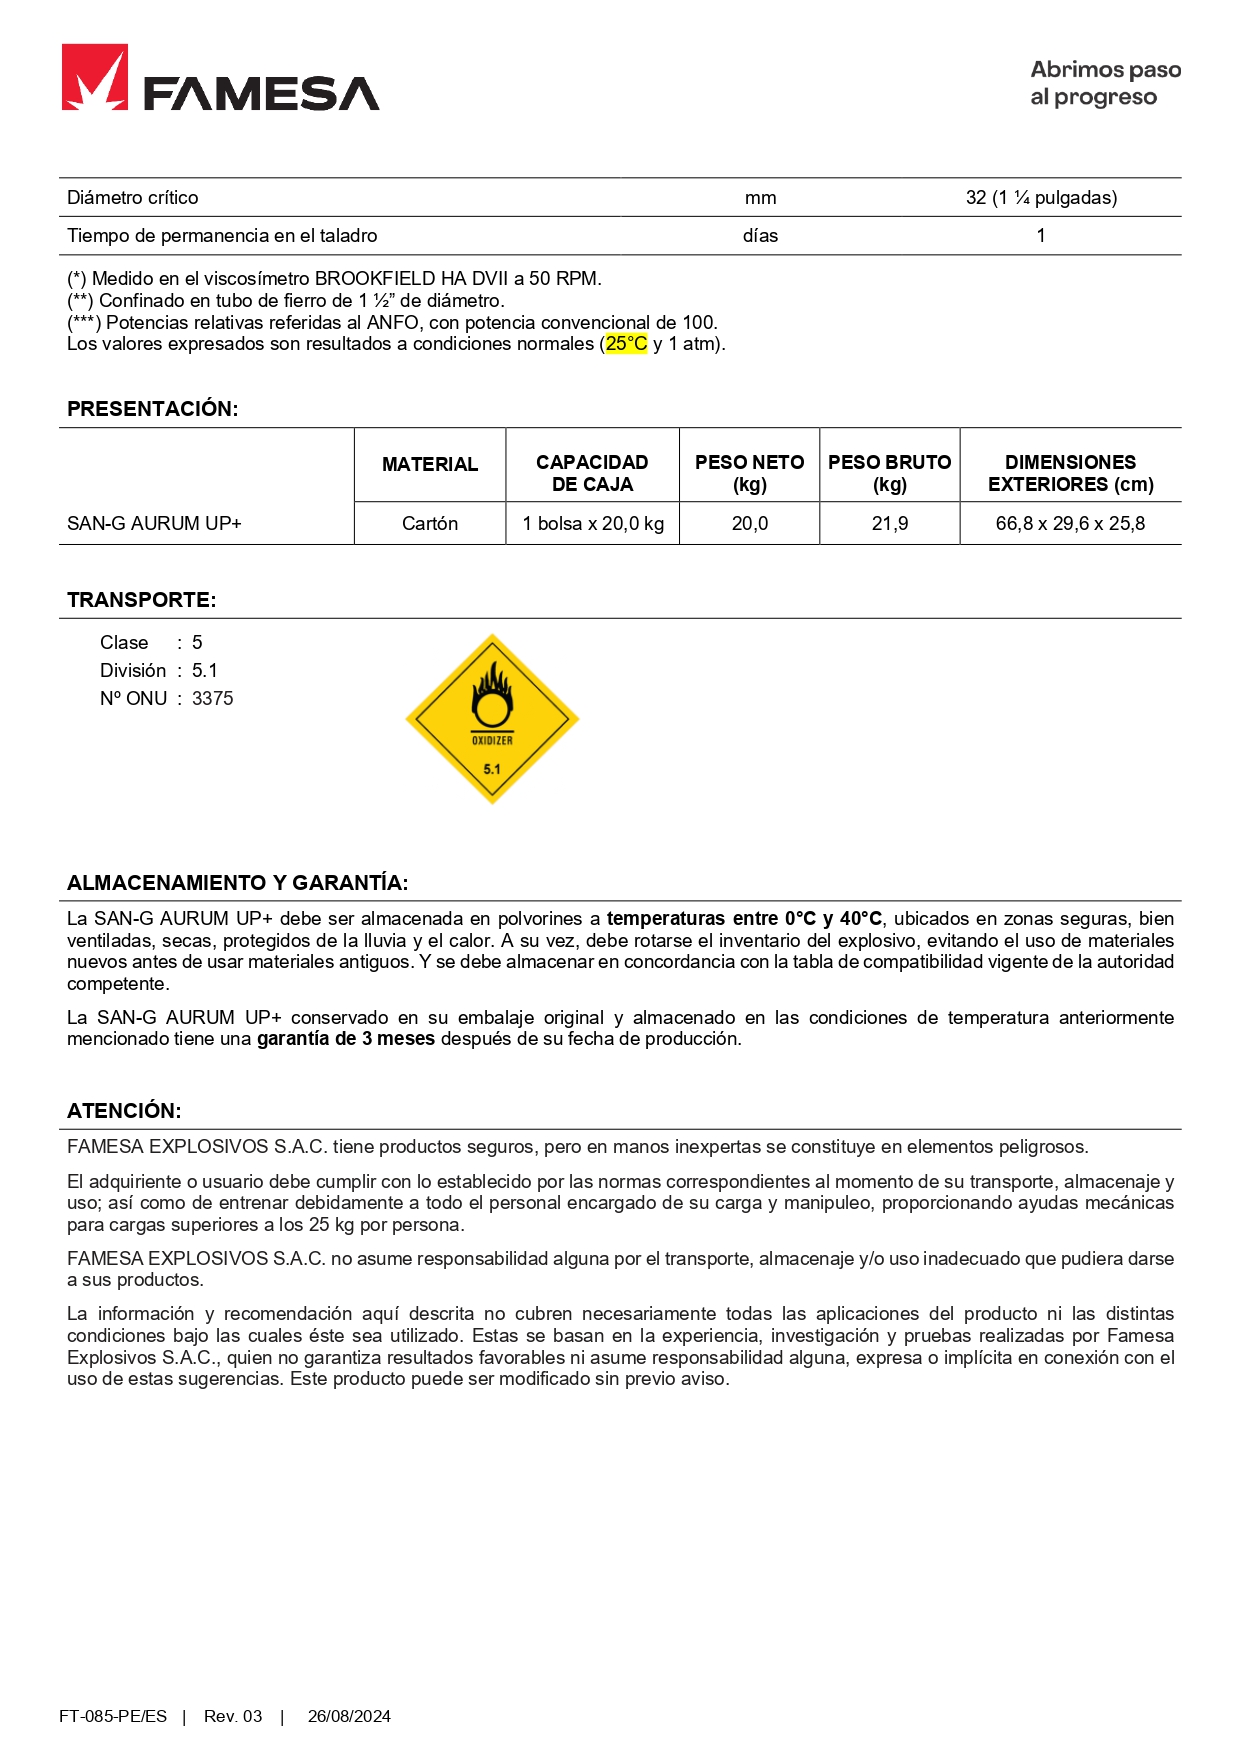 FAMESA
Abrimos paso
al progreso
Diámetro crítico mm 32 (1 ¼ pulgadas)
Tiempo de permanencia en el taladro días 1
(*) Medido en el viscosímetro BROOKFIELD HA DVII a 50 RPM.
(**) Confinado en tubo de fierro de 1 ½” de diámetro.
(***) Potencias relativas referidas al ANFO, con potencia convencional de 100.
Los valores expresados son resultados a condiciones normales (25°C y 1 atm).
PRESENTACIÓN:
MATERIAL CAPACIDAD DE CAJA PESO NETO (kg) PESO BRUTO (kg) DIMENSIONES EXTERIORES (cm)
SAN-G AURUM UP+ Cartón 1 bolsa x 20,0 kg 20,0 21,9 66,8 x 29,6 x 25,8
TRANSPORTE:
Clase : 5
División : 5.1
Nº ONU : 3375
OXIDIZER
5.1
ALMACENAMIENTO Y GARANTÍA:
La SAN-G AURUM UP+ debe ser almacenada en polvorines a temperaturas entre 0°C y 40°C, ubicados en zonas seguras, bien
ventiladas, secas, protegidos de la lluvia y el calor. A su vez, debe rotarse el inventario del explosivo, evitando el uso de materiales
nuevos antes de usar materiales antiguos. Y se debe almacenar en concordancia con la tabla de compatibilidad vigente de la autoridad
competente.
La SAN-G AURUM UP+ conservado en su embalaje original y almacenado en las condiciones de temperatura anteriormente
mencionado tiene una garantía de 3 meses después de su fecha de producción.
ATENCIÓN:
FAMESA EXPLOSIVOS S.A.C. tiene productos seguros, pero en manos inexpertas se constituye en elementos peligrosos.
El adquiriente o usuario debe cumplir con lo establecido por las normas correspondientes al momento de su transporte, almacenaje y
uso; así como de entrenar debidamente a todo el personal encargado de su carga y manipuleo, proporcionando ayudas mecánicas
para cargas superiores a los 25 kg por persona.
FAMESA EXPLOSIVOS S.A.C. no asume responsabilidad alguna por el transporte, almacenaje y/o uso inadecuado que pudiera darse
a sus productos.
La información y recomendación aquí descrita no cubren necesariamente todas las aplicaciones del producto ni las distintas
condiciones bajo las cuales éste sea utilizado. Estas se basan en la experiencia, investigación y pruebas realizadas por Famesa
Explosivos S.A.C., quien no garantiza resultados favorables ni asume responsabilidad alguna, expresa o implícita en conexión con el
uso de estas sugerencias. Este producto puede ser modificado sin previo aviso.
FT-085-PE/ES | Rev. 03 | 26/08/2024